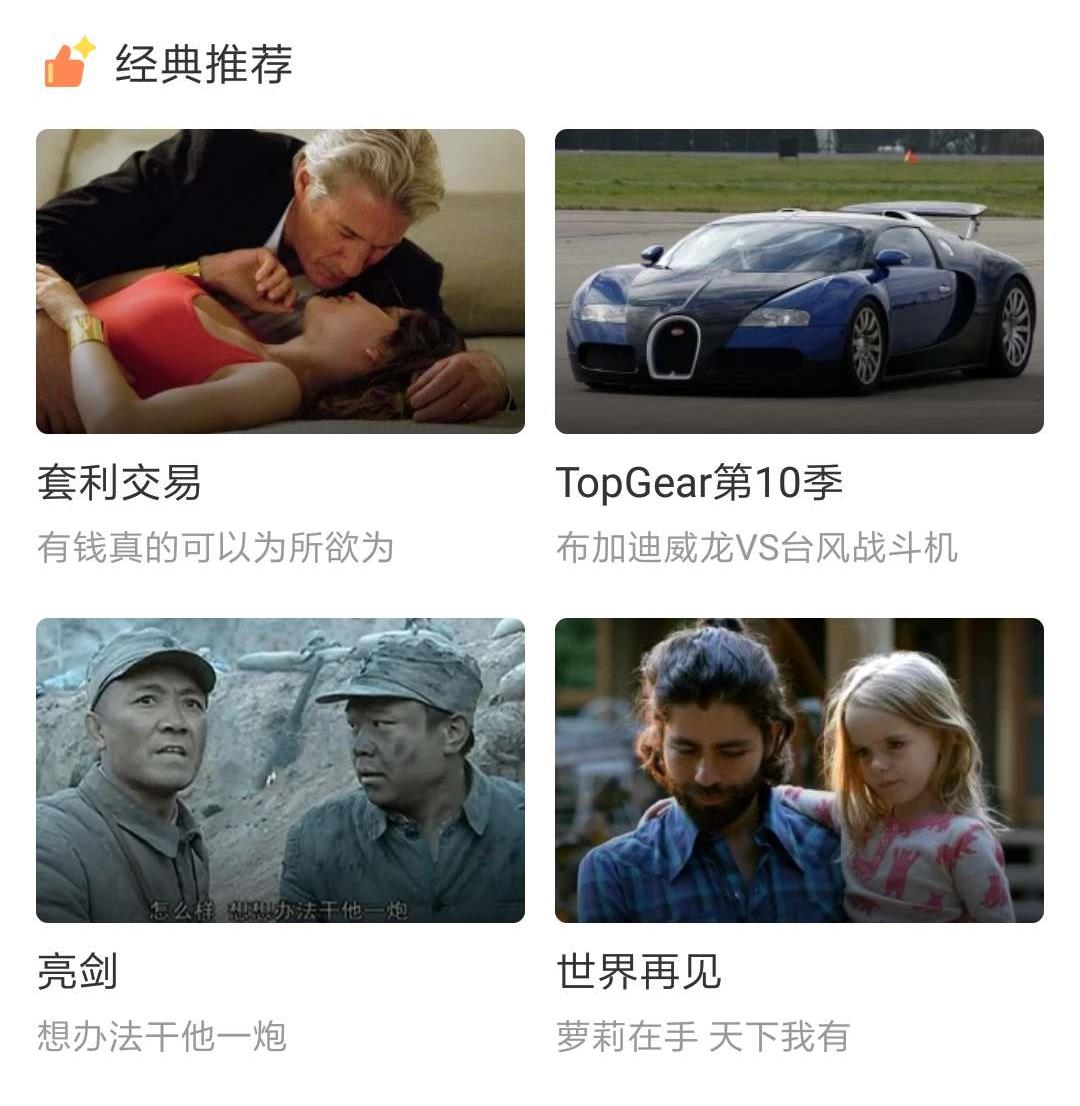 经典推荐
套利交易
有钱真的可以为所欲为
TopGear第10季
布加迪威龙VS台风战斗机
怎么样 想想办法干他一炮
亮剑
想办法干他一炮
世界再见
萝莉在手 天下我有